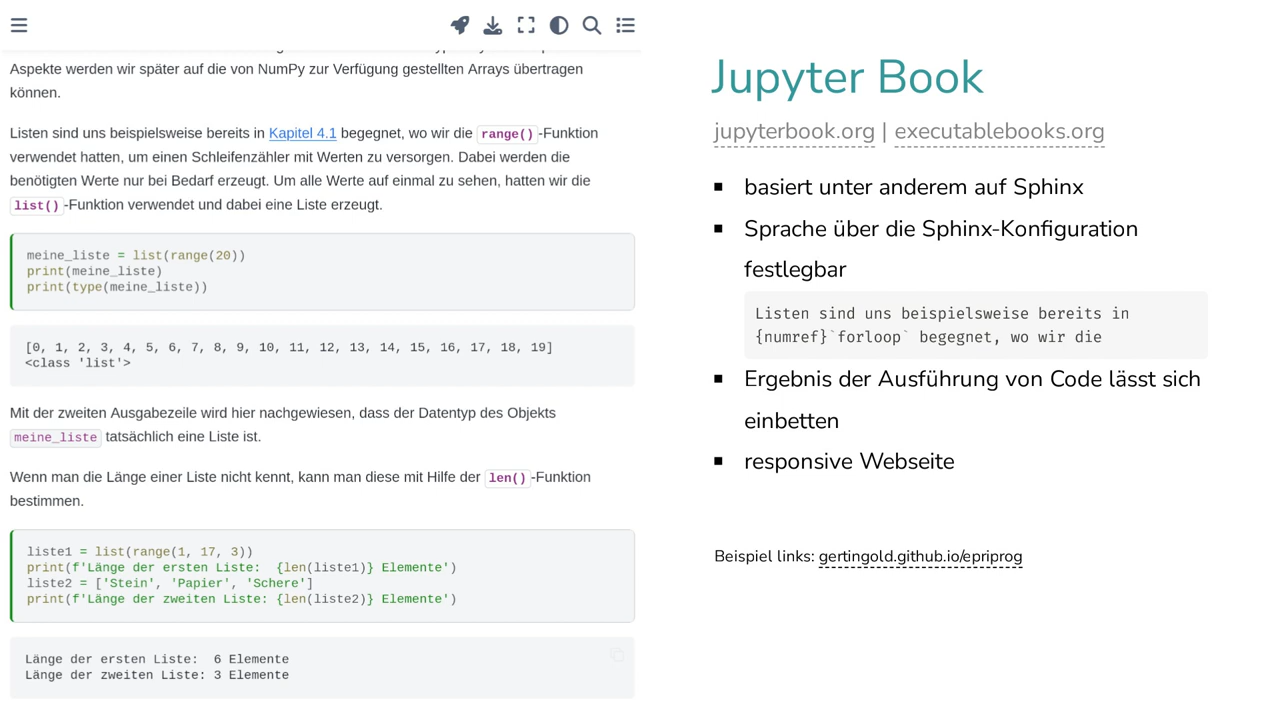 Aspekte werden wir später auf die von NumPy zur Verfügung gestellten Arrays übertragen
können.
Listen sind uns beispielsweise bereits in Kapitel 4.1 begegnet, wo wir die range()-Funktion
verwendet hatten, um einen Schleifenzähler mit Werten zu versorgen. Dabei werden die
benötigten Werte nur bei Bedarf erzeugt. Um alle Werte auf einmal zu sehen, hatten wir die
list()-Funktion verwendet und dabei eine Liste erzeugt.
meine_liste = list(range(20))
print(meine_liste)
print(type(meine_liste))
[0, 1, 2, 3, 4, 5, 6, 7, 8, 9, 10, 11, 12, 13, 14, 15, 16, 17, 18, 19]
<class 'list'>
Mit der zweiten Ausgabezeile wird hier nachgewiesen, dass der Datentyp des Objekts
meine_liste tatsächlich eine Liste ist.
Wenn man die Länge einer Liste nicht kennt, kann man diese mit Hilfe der len()-Funktion
bestimmen.
liste1 = list(range(1, 17, 3))
print(f'Länge der ersten Liste:  {len(liste1)} Elemente')
liste2 = ['Stein', 'Papier', 'Schere']
print(f'Länge der zweiten Liste: {len(liste2)} Elemente')
Länge der ersten Liste:  6 Elemente
Länge der zweiten Liste: 3 Elemente
Jupyter Book
jupyterbook.org | executablebooks.org
▪ basiert unter anderem auf Sphinx
▪ Sprache über die Sphinx-Konfiguration
festlegbar
Listen sind uns beispielsweise bereits in
{numref}`forloop` begegnet, wo wir die
▪ Ergebnis der Ausführung von Code lässt sich
einbetten
▪ responsive Webseite
Beispiel links: gertingold.github.io/epriprog